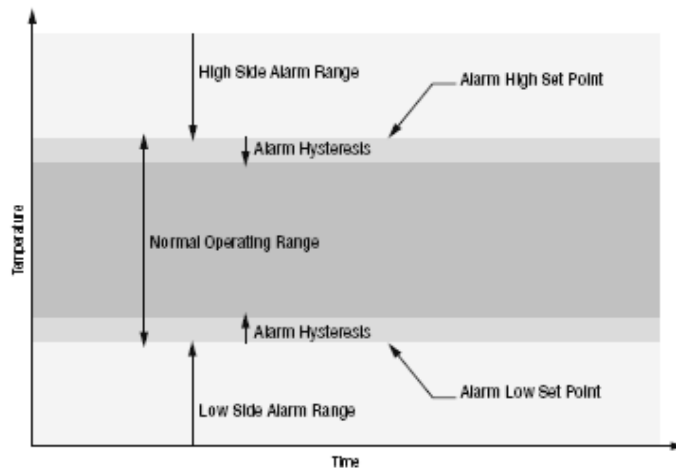 High Side Alarm Range
Alarm High Set Point
Alarm Hysteresis
Normal Operating Range
Temperature
Alarm Hysteresis
Alarm Low Set Point
Low Side Alarm Range
Time